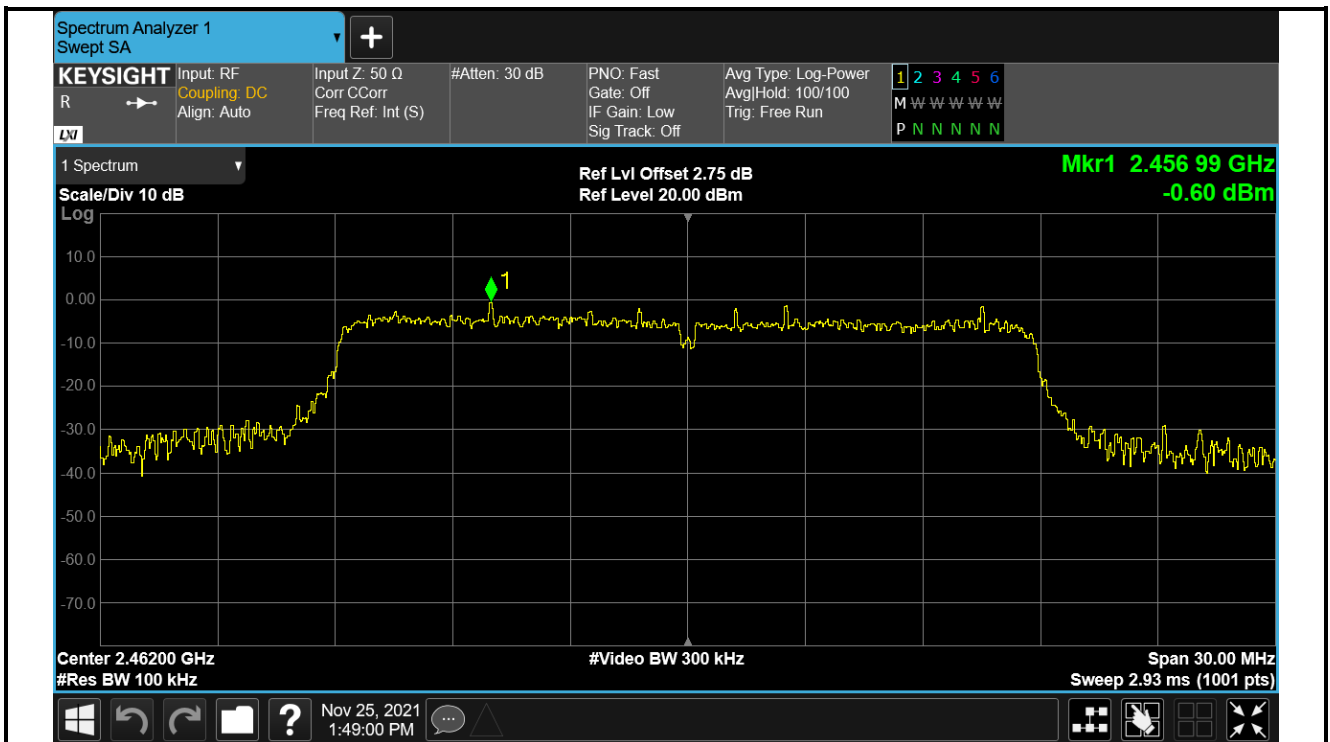 Spectrum Analyzer 1
Swept SA
KEYSIGHT
R
LXI
Input: RF
Coupling: DC
Align: Auto
Input Z: 50 Ω
Corr CCorr
Freq Ref: Int (S)
#Atten: 30 dB
PNO: Fast
Gate: Off
IF Gain: Low
Sig Track: Off
Avg Type: Log-Power
Avg|Hold: 100/100
Trig: Free Run
1 2 3 4 5 6
M W W W W W
P N N N N N
1 Spectrum
Scale/Div 10 dB
Log
Ref Lvl Offset 2.75 dB
Ref Level 20.00 dBm
Mkr1 2.456 99 GHz
-0.60 dBm
1
10.0
0.00
-10.0
-20.0
-30.0
-40.0
-50.0
-60.0
-70.0
Center 2.46200 GHz
#Res BW 100 kHz
#Video BW 300 kHz
Span 30.00 MHz
Sweep 2.93 ms (1001 pts)
?
Nov 25, 2021
1:49:00 PM